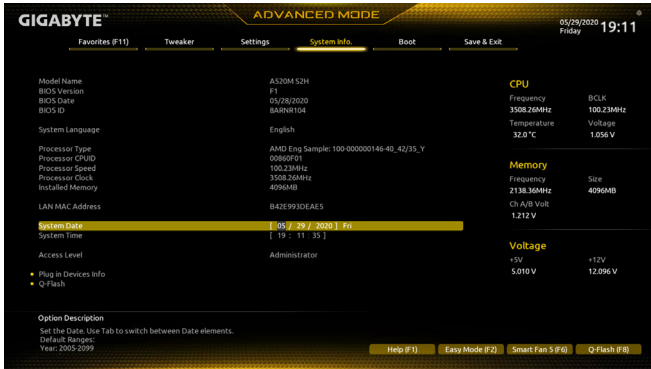 GIGABYTE™
ADVANCED MODE
05/29/2020 19:11
Friday
Favorites (F11) Tweaker Settings System Info. Boot Save & Exit
Model Name A520M S2H
BIOS Version F1
BIOS Date 05/28/2020
BIOS ID 8ARNR104
System Language English
Processor Type AMD Eng Sample: 100-000000146-40_42/35_Y
Processor CPUID 00860F01
Processor Speed 100.23MHz
Processor Clock 3508.26MHz
Installed Memory 4096MB
LAN MAC Address B42E993DEAE5
System Date [ 05 / 29 / 2020 ] Fri
System Time [ 19 : 11 : 35 ]
Access Level Administrator
Plug in Devices Info
Q-Flash
CPU
Frequency BCLK
3508.26MHz 100.23MHz
Temperature Voltage
32.0 °C 1.056 V
Memory
Frequency Size
2138.36MHz 4096MB
Ch A/B Volt
1.212 V
Voltage
+5V +12V
5.010 V 12.096 V
Option Description
Set the Date. Use Tab to switch between Date elements.
Default Ranges:
Year: 2005-2099
Help (F1) Easy Mode (F2) Smart Fan 5 (F6) Q-Flash (F8)